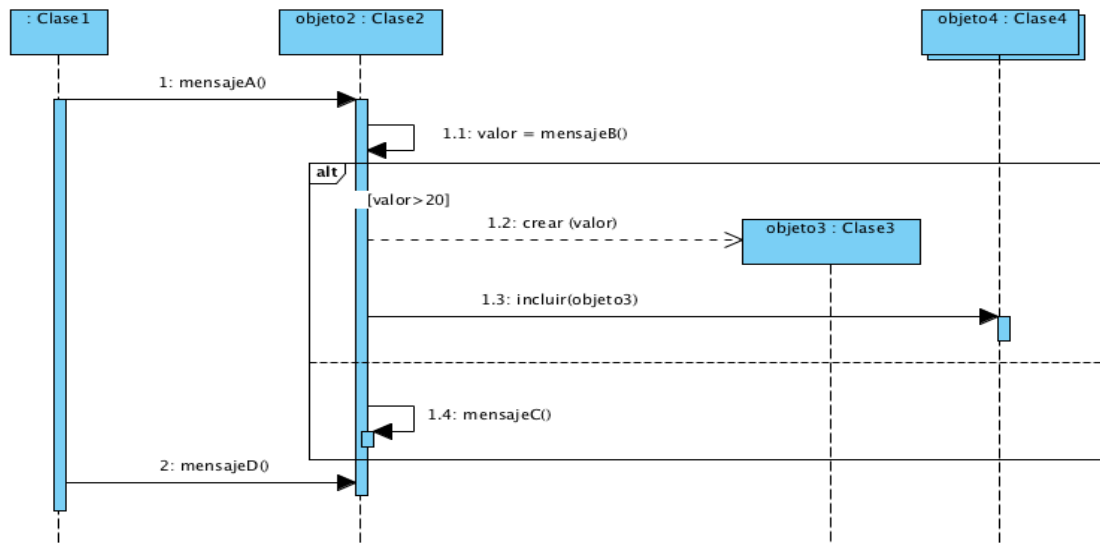 : Clase1
objeto2 : Clase2
objeto4 : Clase4
1: mensajeA()
1.1: valor = mensajeB()
alt
[valor>20]
1.2: crear (valor)
objeto3 : Clase3
1.3: incluir(objeto3)
1.4: mensajeC()
2: mensajeD()